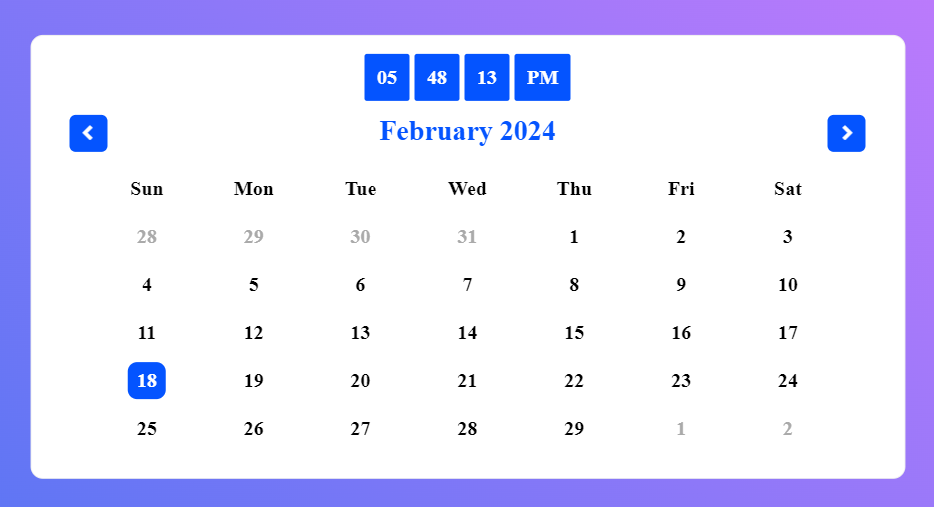 05 48 13 PM
February 2024
Sun Mon Tue Wed Thu Fri Sat
28 29 30 31 1 2 3
4 5 6 7 8 9 10
11 12 13 14 15 16 17
18 19 20 21 22 23 24
25 26 27 28 29 1 2